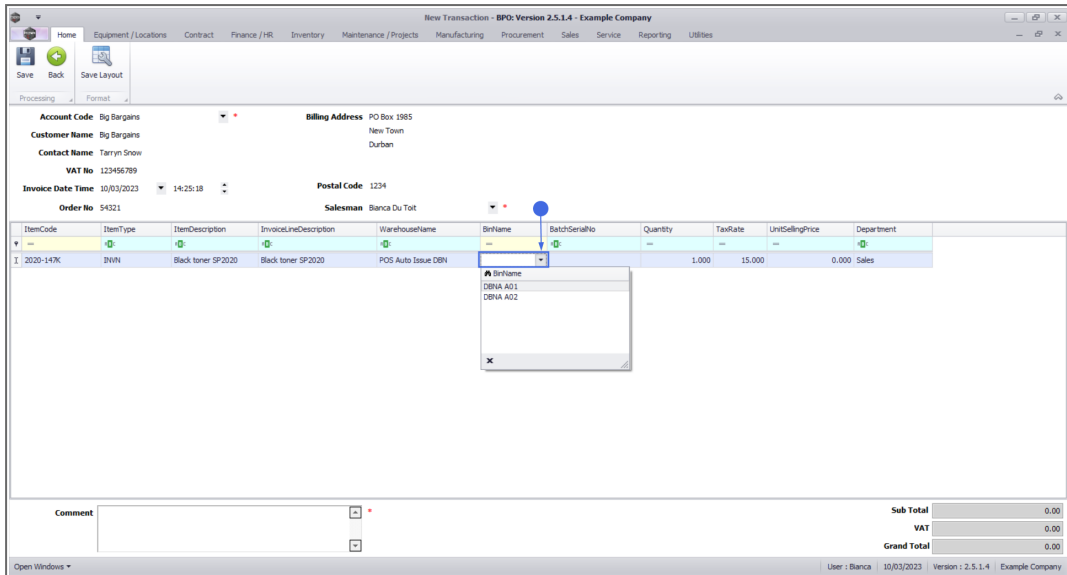 New Transaction - BPO: Version 2.5.1.4 - Example Company
Home Equipment / Locations Contract Finance / HR Inventory Maintenance / Projects Manufacturing Procurement Sales Service Reporting Utilities
Save Back Save Layout
Processing Format
Account Code Big Bargains * Billing Address PO Box 1985
New Town
Customer Name Big Bargains
Durban
Contact Name Tarryn Snow
VAT No 123456789
Invoice Date Time 10/03/2023 14:25:18 Postal Code 1234
Order No 54321 Salesman Bianca Du Toit *
ItemCode ItemType ItemDescription InvoiceLineDescription WarehouseName BinName BatchSerialNo Quantity TaxRate UnitSellingPrice Department
2020-147K INVN Black toner SP2020 Black toner SP2020 POS Auto Issue DBN 1.000 15.000 0.000 Sales
BinName
DBNA A01
DBNA A02
Comment * Sub Total 0.00
VAT 0.00
Grand Total 0.00
Open Windows User : Bianca 10/03/2023 Version : 2.5.1.4 Example Company